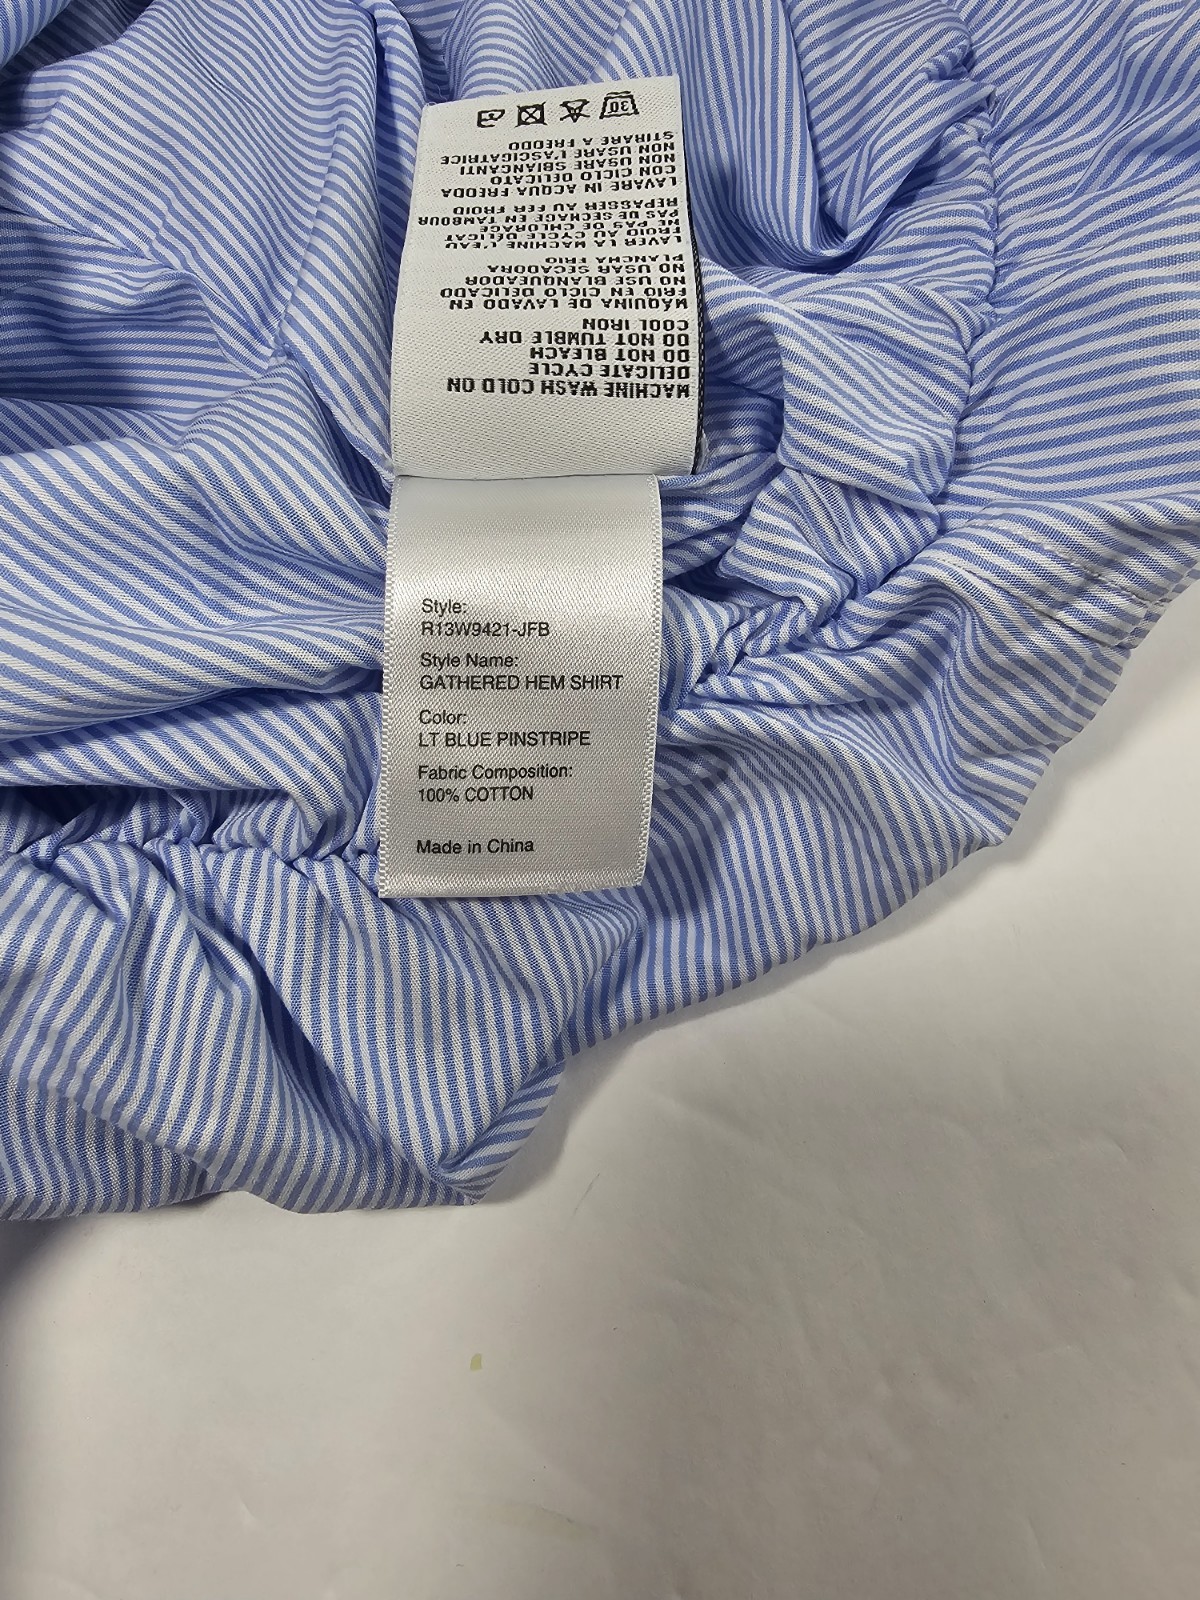 MACHINE WASH COLD ON
DELICATE CYCLE
DO NOT BLEACH
DO NOT TUMBLE DRY
COOL IRON
MÁQUINA DE LAVADO EN
FRIO EN CICLO DELICADO
NO USE BLANQUEADOR
NO USAR SECADORA
PLANCHA FRIO
LAVER LA MACHINE L'EAU
FROID AU CYCLE DÉLICAT
NE PAS DE CHLORAGE
PAS DE SECHAGE EN TAMBOUR
REPASSER AU FER FROID
LAVARE IN ACQUA FREDDA
CON CICLO DELICATO
NON USARE SBIANCANTI
NON USARE L'ASCIGATRICE
STIRARE A FREDDO
30
Style:
R13W9421-JFB
Style Name:
GATHERED HEM SHIRT
Color:
LT BLUE PINSTRIPE
Fabric Composition:
100% COTTON
Made in China